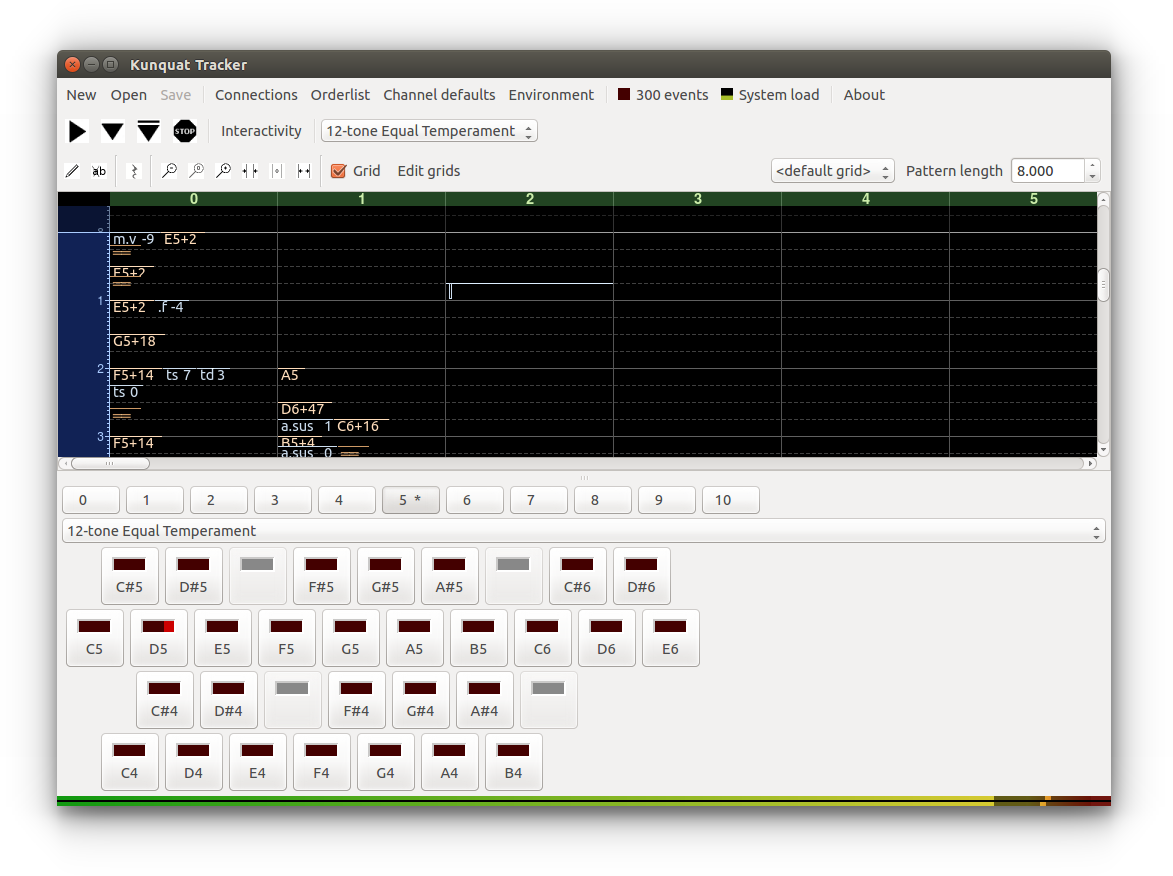 Kunquat Tracker
New Open Save Connections Orderlist Channel defaults Environment 300 events System load About
STOP Interactivity 12-tone Equal Temperament
ab Grid Edit grids <default grid> Pattern length 8.000
0 1 2 3 4 5
0 m.v -9 E5+2
E5+2
1 E5+2 .f -4
G5+18
2 F5+14 ts 7 td 3 A5
ts 0
D6+47
a.sus 1 C6+16
3 F5+14 B5+4
a.sus 0
0 1 2 3 4 5 * 6 7 8 9 10
12-tone Equal Temperament
C#5 D#5 F#5 G#5 A#5 C#6 D#6
C5 D5 E5 F5 G5 A5 B5 C6 D6 E6
C#4 D#4 F#4 G#4 A#4
C4 D4 E4 F4 G4 A4 B4